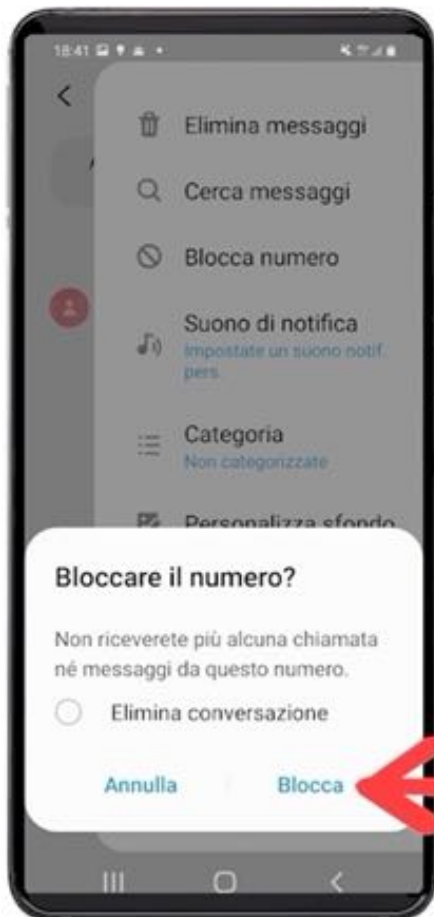 18:41
Elimina messaggi
Cerca messaggi
Blocca numero
Suono di notifica
Impostate un suono notif.
pers.
Categoria
Non categorizzate
Personalizza sfondo
Bloccare il numero?
Non riceverete più alcuna chiamata
né messaggi da questo numero.
Elimina conversazione
Annulla
Blocca